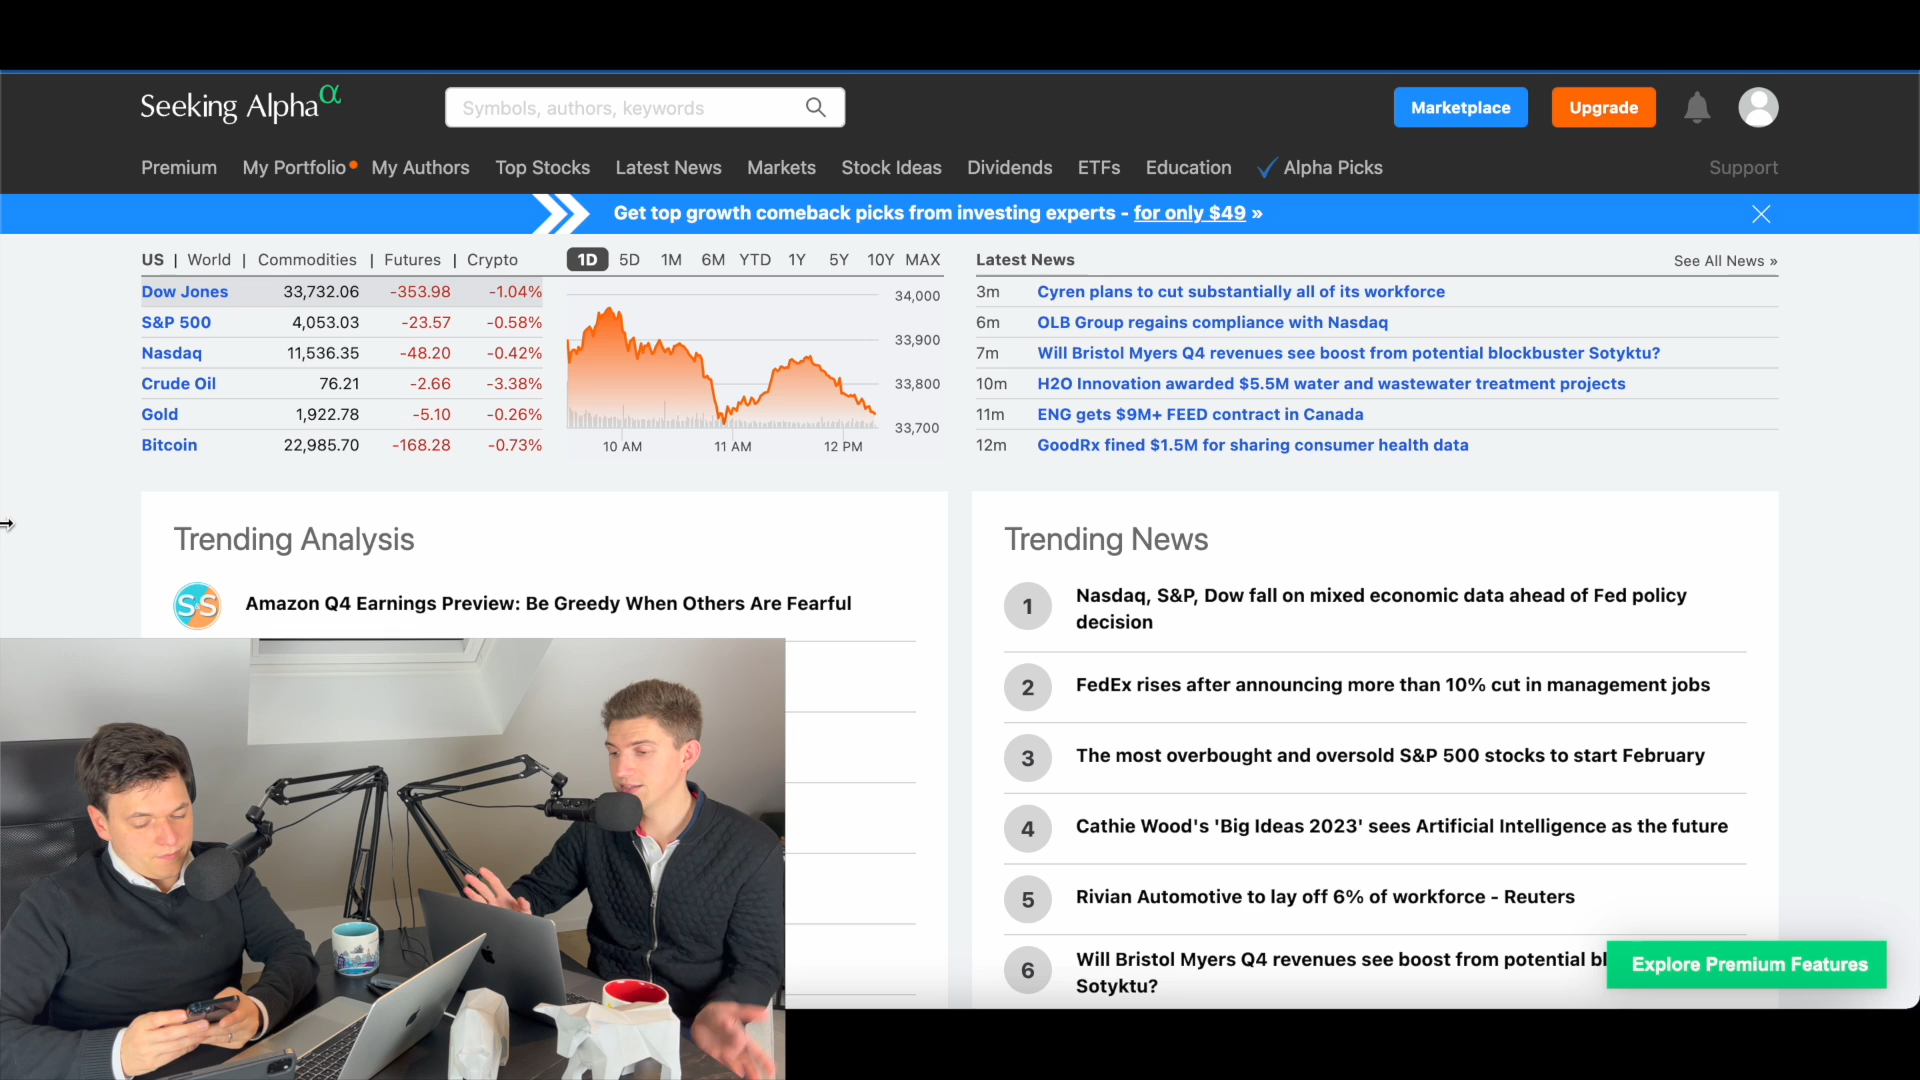 Seeking Alpha α
Symbols, authors, keywords
Marketplace
Upgrade
Premium My Portfolio My Authors Top Stocks Latest News Markets Stock Ideas Dividends ETFs Education Alpha Picks Support
Get top growth comeback picks from investing experts - for only $49 »
US | World | Commodities | Futures | Crypto
Dow Jones 33,732.06 -353.98 -1.04%
S&P 500 4,053.03 -23.57 -0.58%
Nasdaq 11,536.35 -48.20 -0.42%
Crude Oil 76.21 -2.66 -3.38%
Gold 1,922.78 -5.10 -0.26%
Bitcoin 22,985.70 -168.28 -0.73%
1D 5D 1M 6M YTD 1Y 5Y 10Y MAX
34,000
33,900
33,800
33,700
10 AM 11 AM 12 PM
Latest News See All News »
3m Cyren plans to cut substantially all of its workforce
6m OLB Group regains compliance with Nasdaq
7m Will Bristol Myers Q4 revenues see boost from potential blockbuster Sotyktu?
10m H2O Innovation awarded $5.5M water and wastewater treatment projects
11m ENG gets $9M+ FEED contract in Canada
12m GoodRx fined $1.5M for sharing consumer health data
Trending Analysis
S&S
Amazon Q4 Earnings Preview: Be Greedy When Others Are Fearful
Trending News
1 Nasdaq, S&P, Dow fall on mixed economic data ahead of Fed policy
decision
2 FedEx rises after announcing more than 10% cut in management jobs
3 The most overbought and oversold S&P 500 stocks to start February
4 Cathie Wood's 'Big Ideas 2023' sees Artificial Intelligence as the future
5 Rivian Automotive to lay off 6% of workforce - Reuters
6 Will Bristol Myers Q4 revenues see boost from potential bl
Sotyktu?
Explore Premium Features